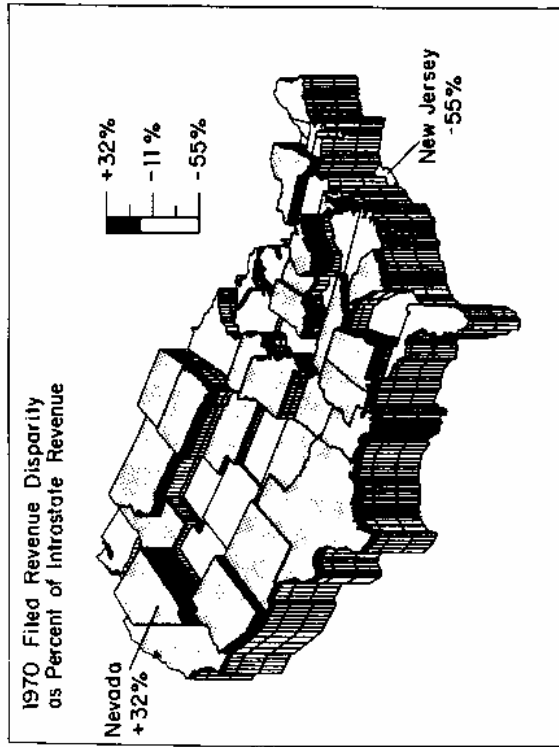 1970 Filed Revenue Disparity
as Percent of Intrastate Revenue
Nevada
+32%
+32%
-11%
-55%
New Jersey
-55%